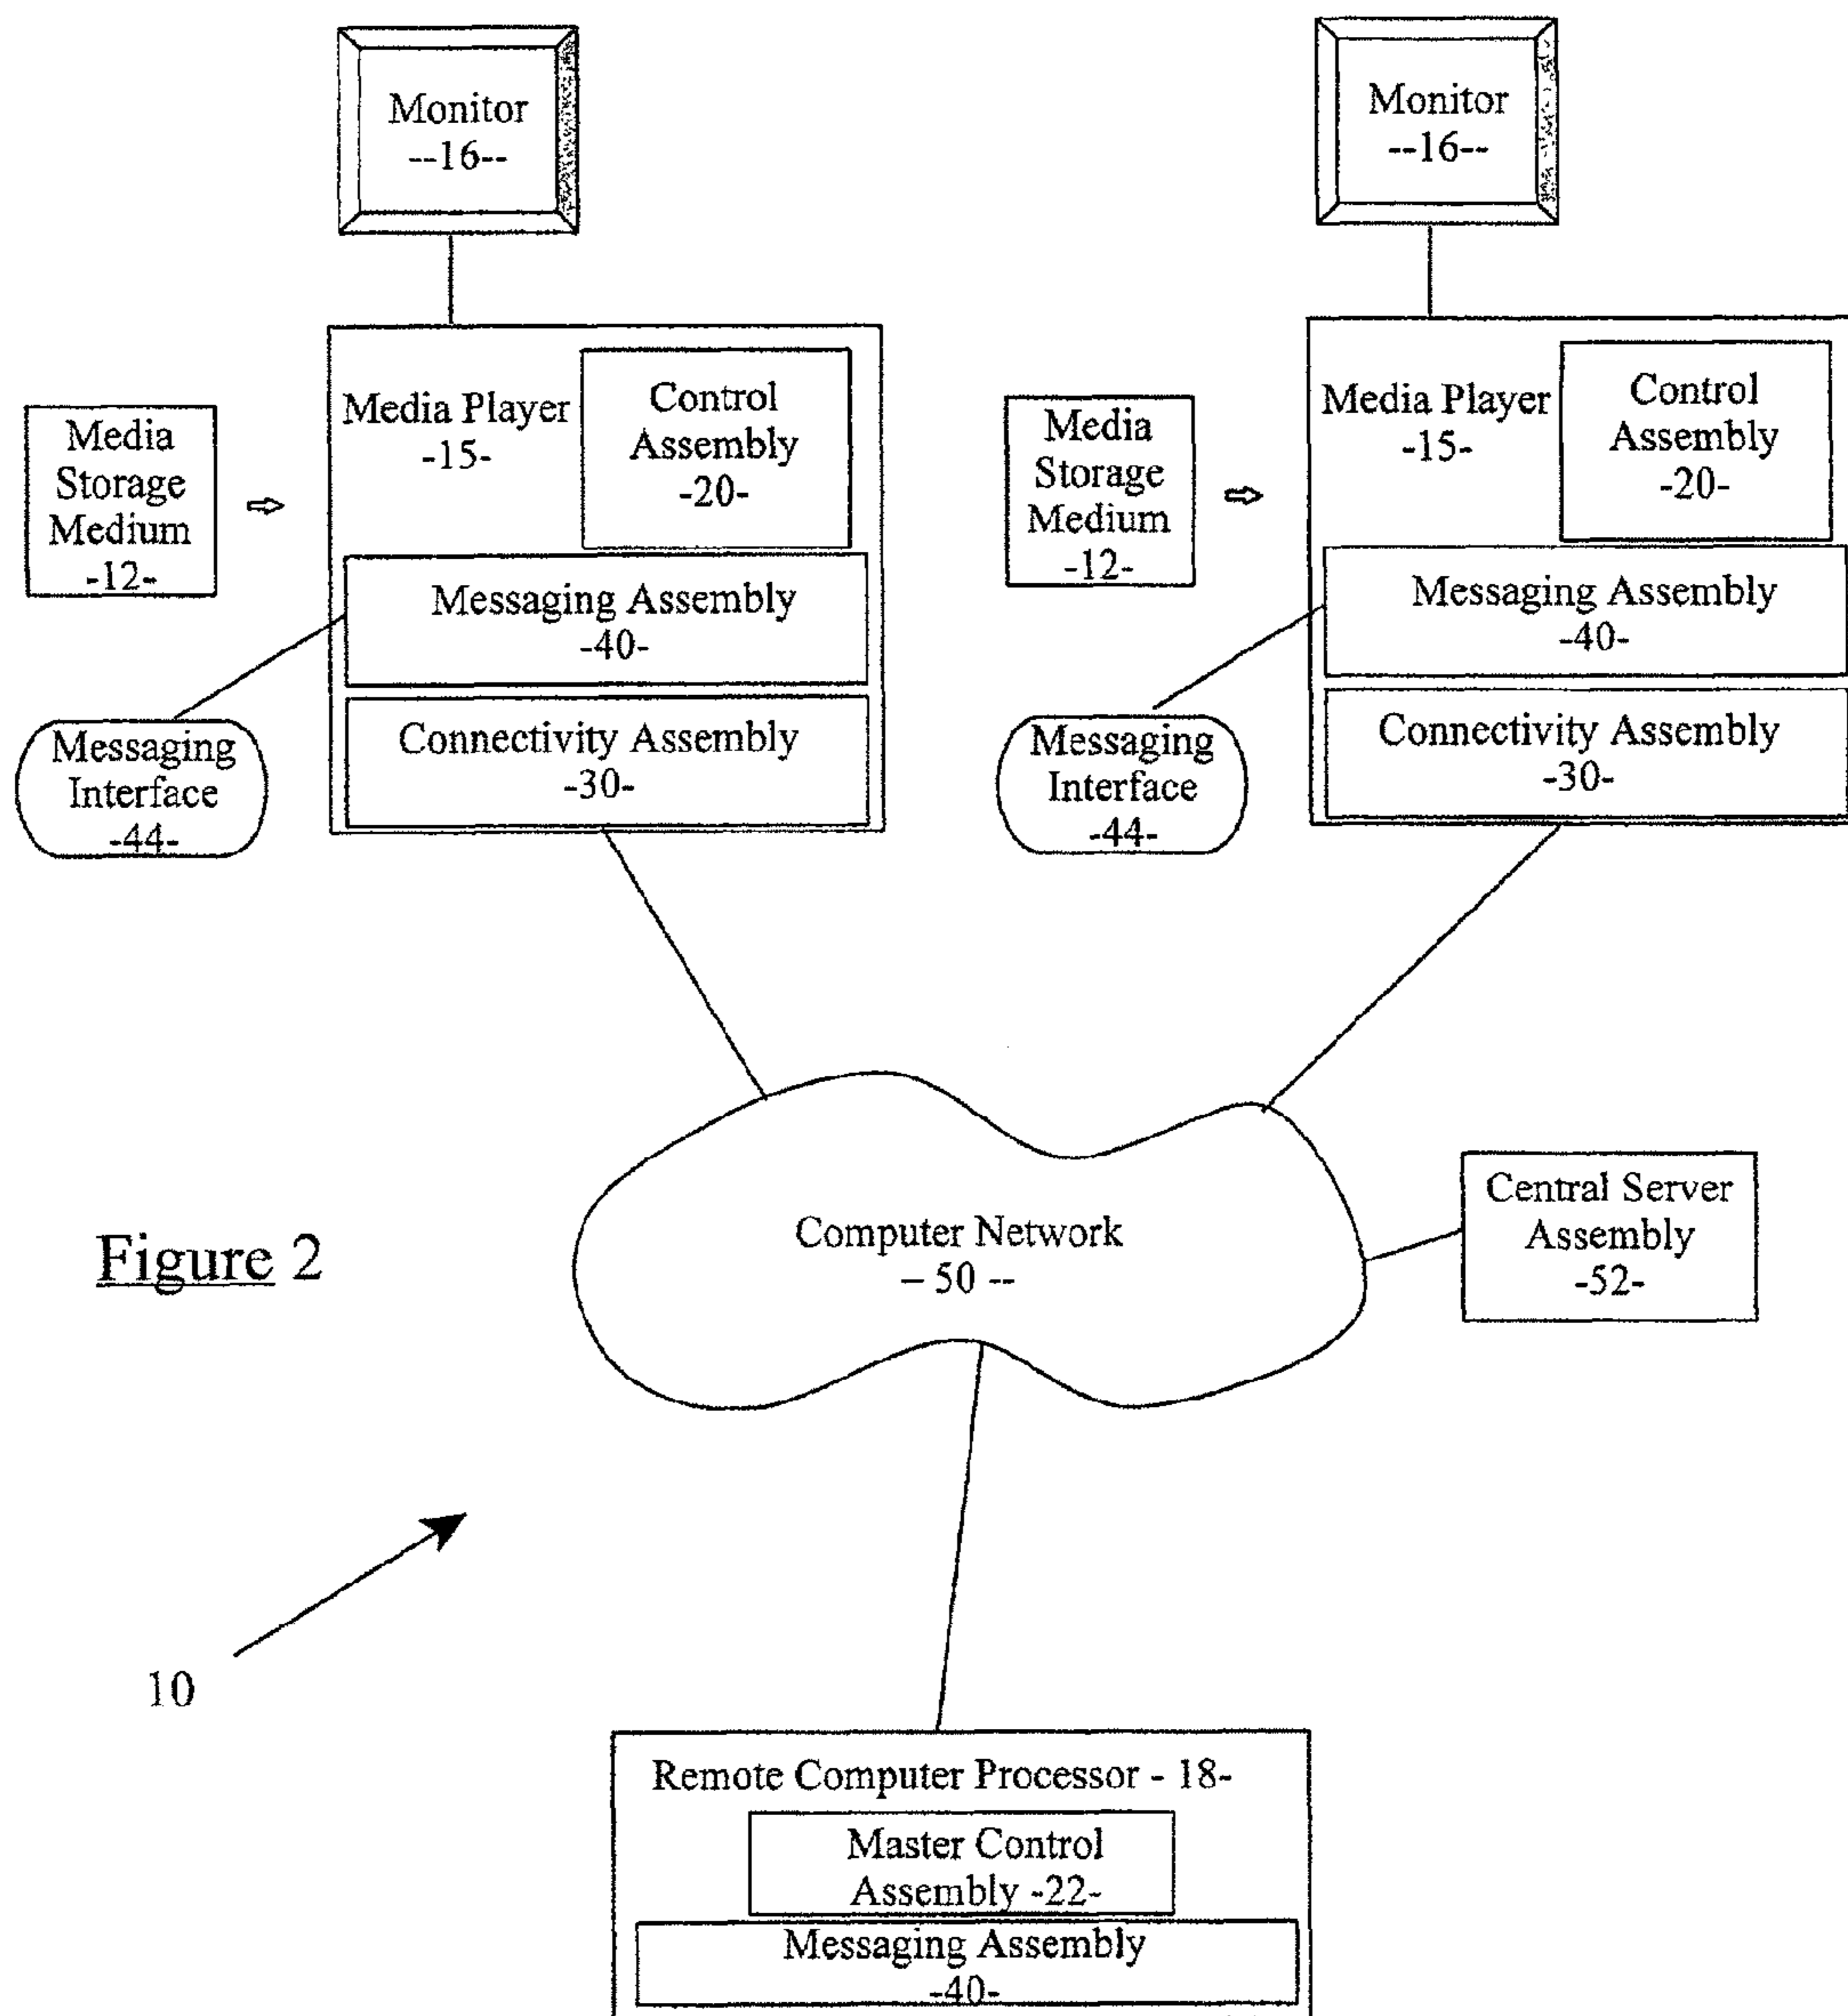 Monitor
--16--
Monitor
--16--
Media Player
-15-
Control
Assembly
-20-
Media
Storage
Medium
-12-
Messaging Assembly
-40-
Connectivity Assembly
-30-
Messaging
Interface
-44-
Media Player
-15-
Control
Assembly
-20-
Media
Storage
Medium
-12-
Messaging Assembly
-40-
Connectivity Assembly
-30-
Messaging
Interface
-44-
Computer Network
– 50 --
Central Server
Assembly
-52-
Figure 2
10
Remote Computer Processor - 18-
Master Control
Assembly -22-
Messaging Assembly
-40-